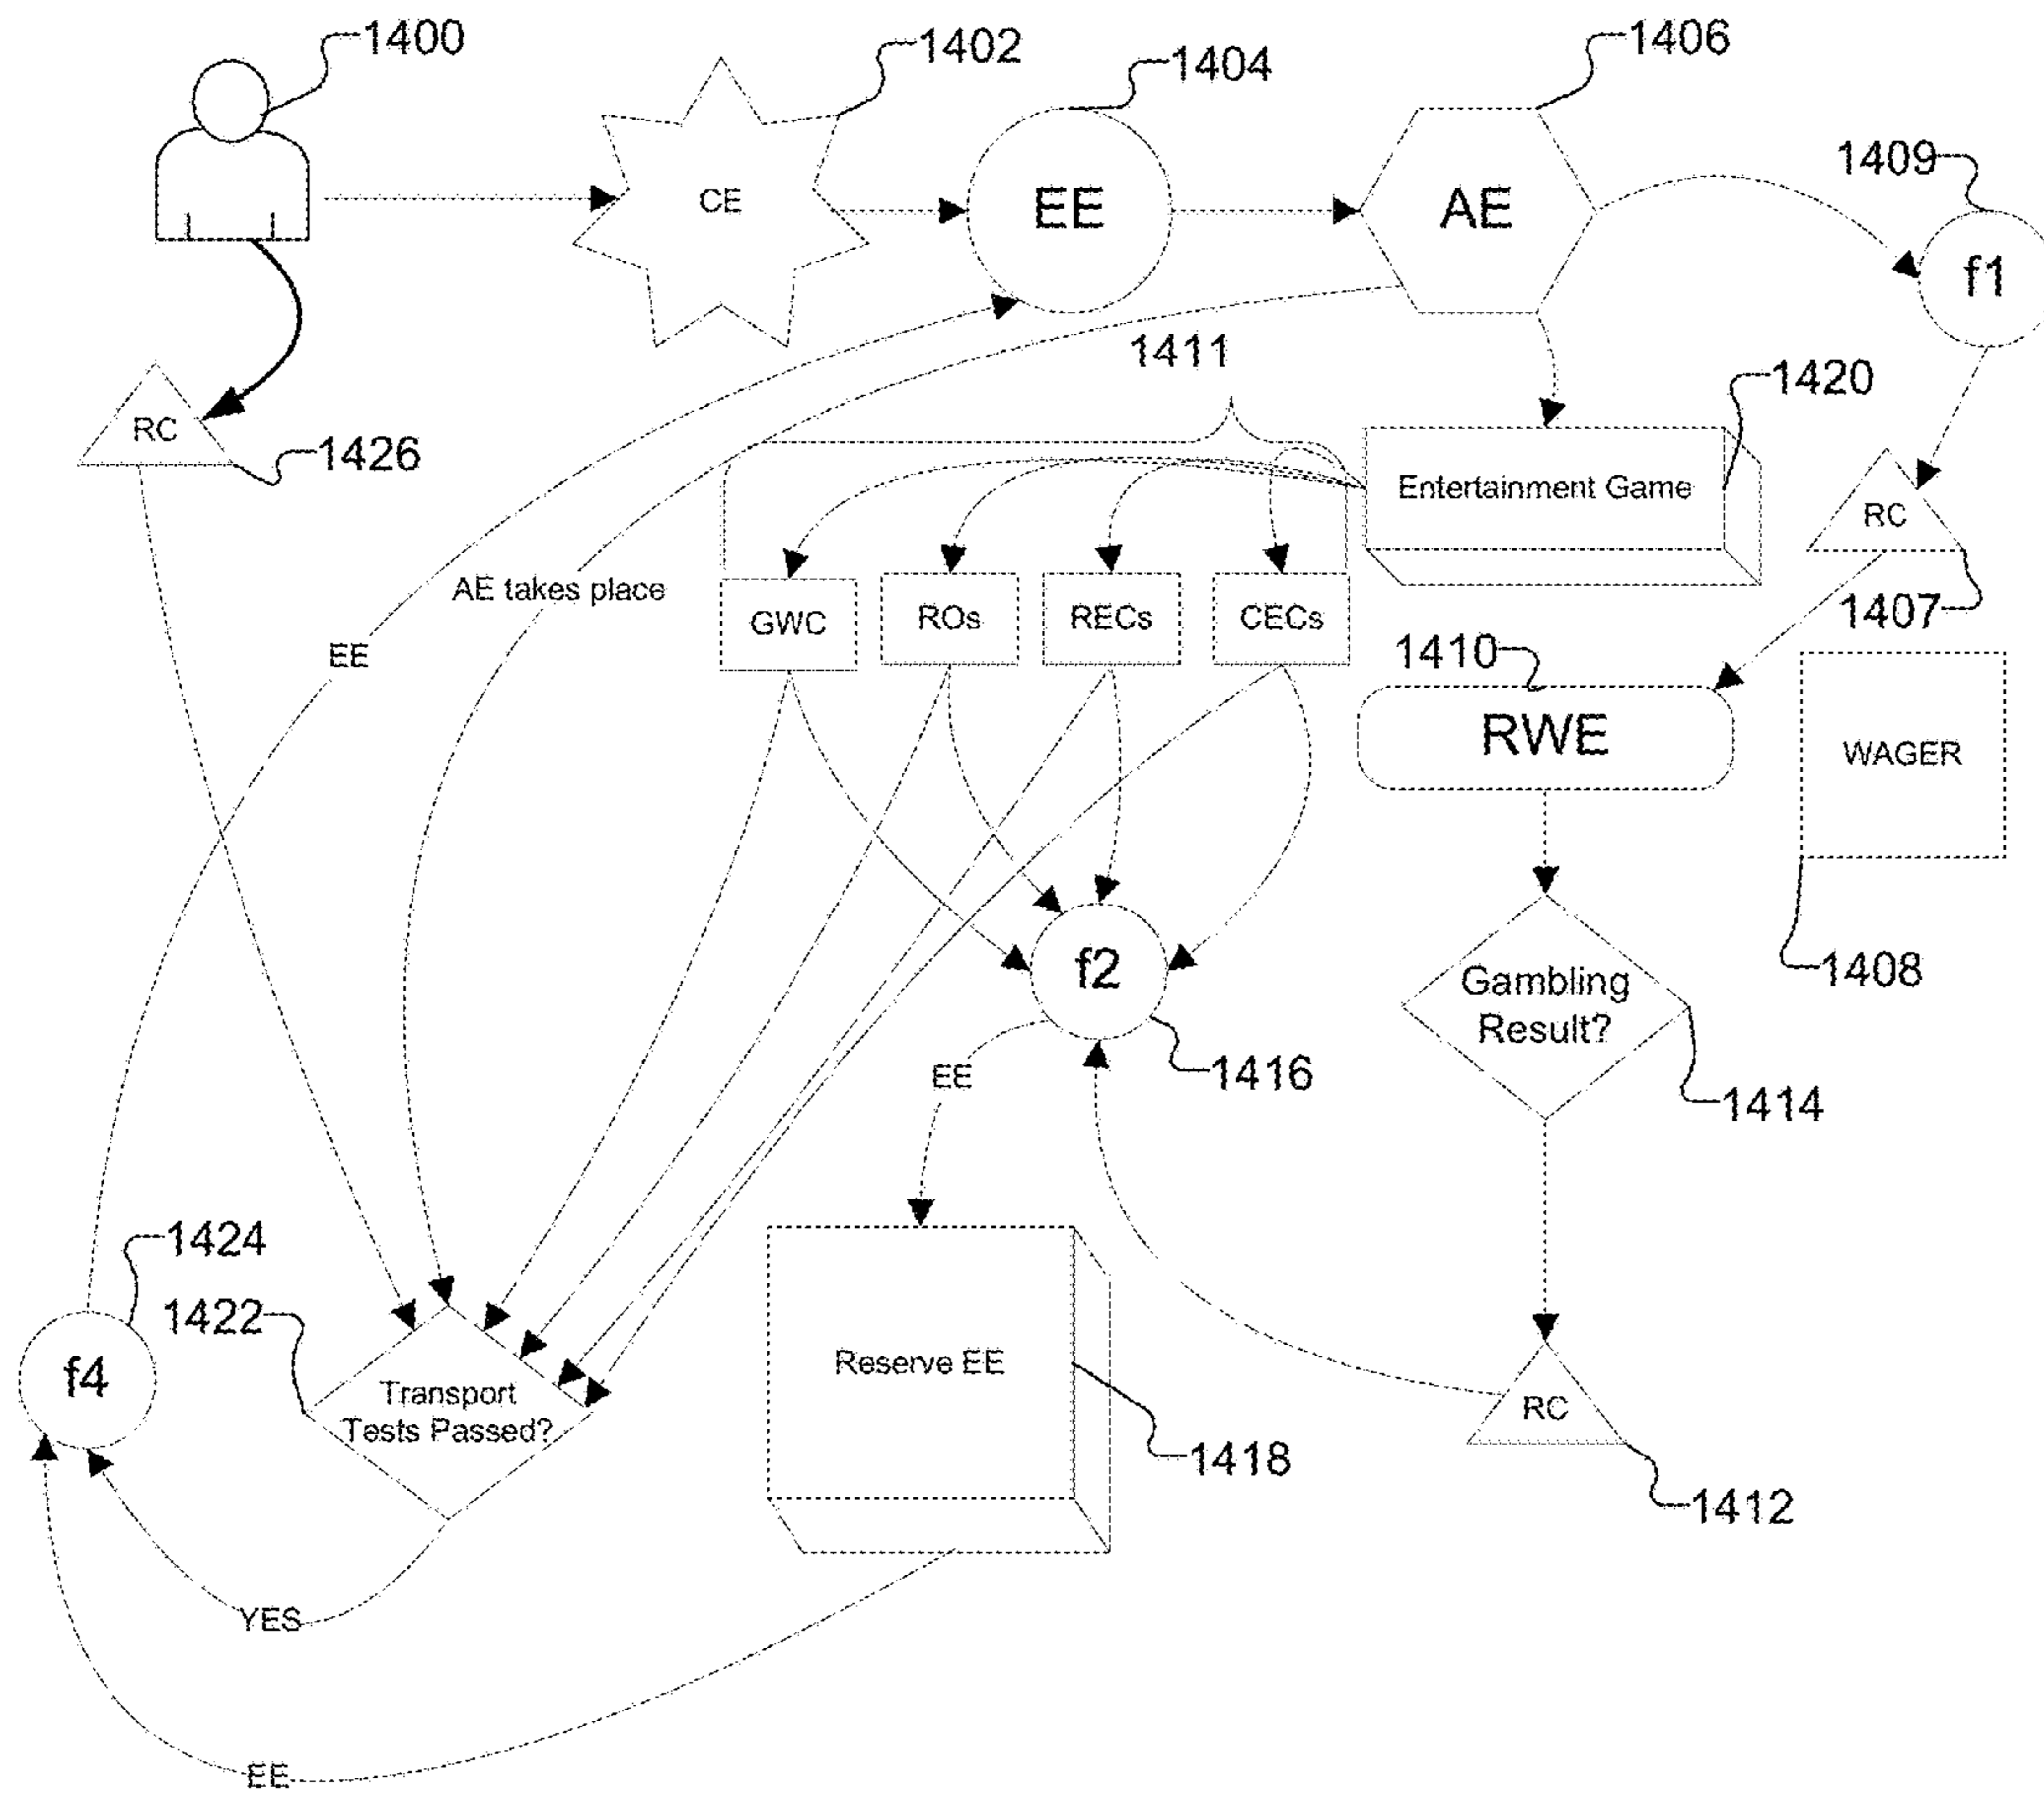 1400
1402
1404
1406
1409
CE
EE
AE
f1
1411
1420
RC
1426
Entertainment Game
RC
1407
AE takes place
GWC
ROs
RECs
CECs
EE
1410
RWE
WAGER
1408
f2
Gambling
Result?
1416
EE
1414
1424
1422
f4
Transport
Tests Passed?
Reserve EE
1418
RC
1412
YES
EE